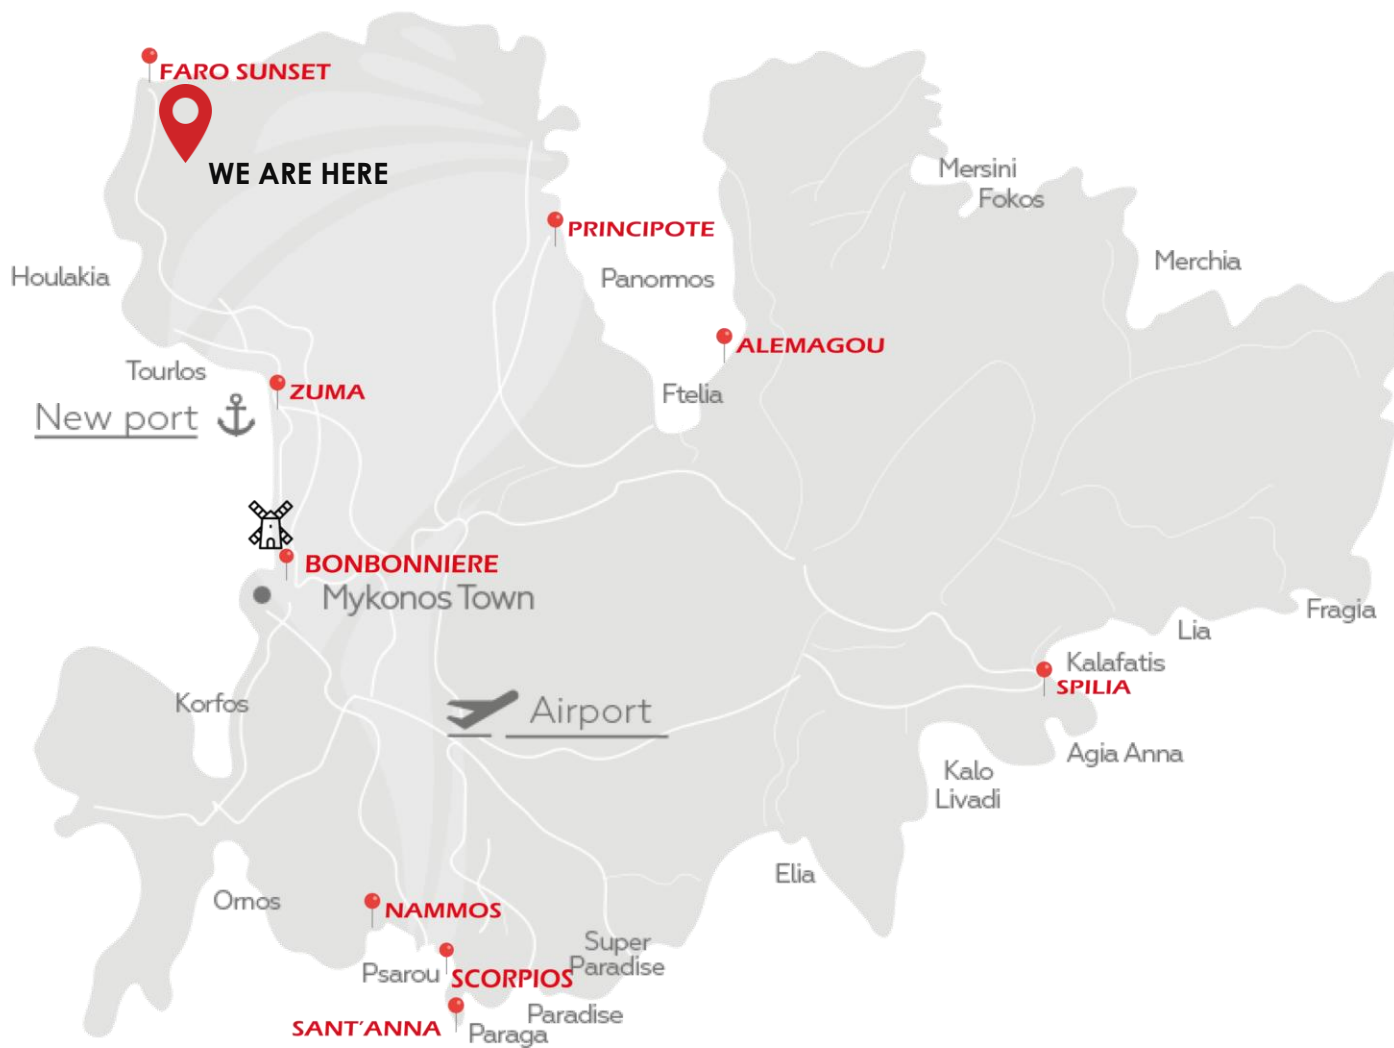 FARO SUNSET
WE ARE HERE
Mersini
Fokos
PRINCIPOTE
Merchia
Houlakia
Panormos
ALEMAGOU
Tourlos
ZUMA
Ftelia
New port
BONBONNIERE
Mykonos Town
Fragia
Lia
Kalafatis
SPILIA
Korfos
Airport
Agia Anna
Kalo
Livadi
Elia
Ornos
NAMMOS
Super
Paradise
Psarou
SCORPIOS
Paradise
SANT'ANNA
Paraga